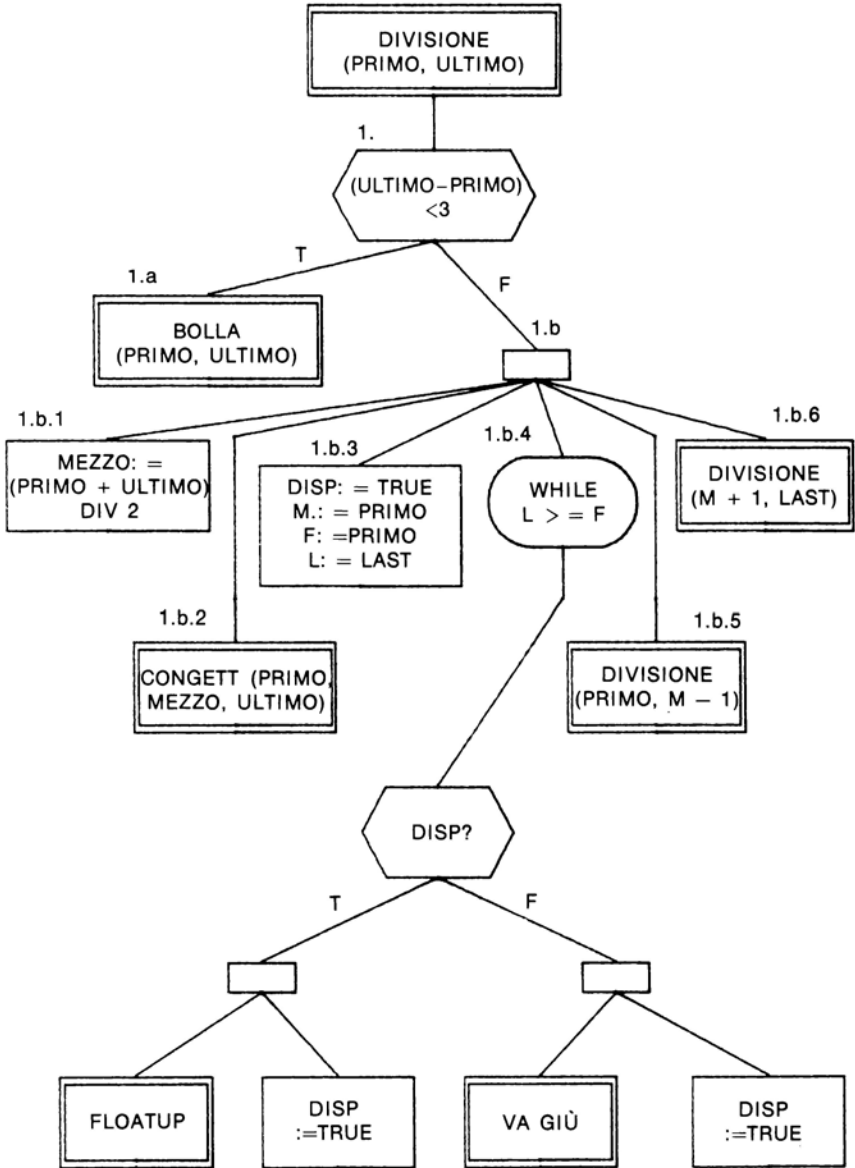 DIVISIONE
(PRIMO, ULTIMO)
1.
(ULTIMO–PRIMO)
<3
T
F
1.a
BOLLA
(PRIMO, ULTIMO)
1.b
1.b.1
MEZZO: =
(PRIMO + ULTIMO)
DIV 2
1.b.3
DISP: = TRUE
M.: = PRIMO
F: =PRIMO
L: = LAST
1.b.4
WHILE
L > = F
1.b.6
DIVISIONE
(M + 1, LAST)
1.b.2
CONGETT (PRIMO,
MEZZO, ULTIMO)
1.b.5
DIVISIONE
(PRIMO, M – 1)
DISP?
T
F
FLOATUP
DISP
:=TRUE
VA GIÙ
DISP
:=TRUE